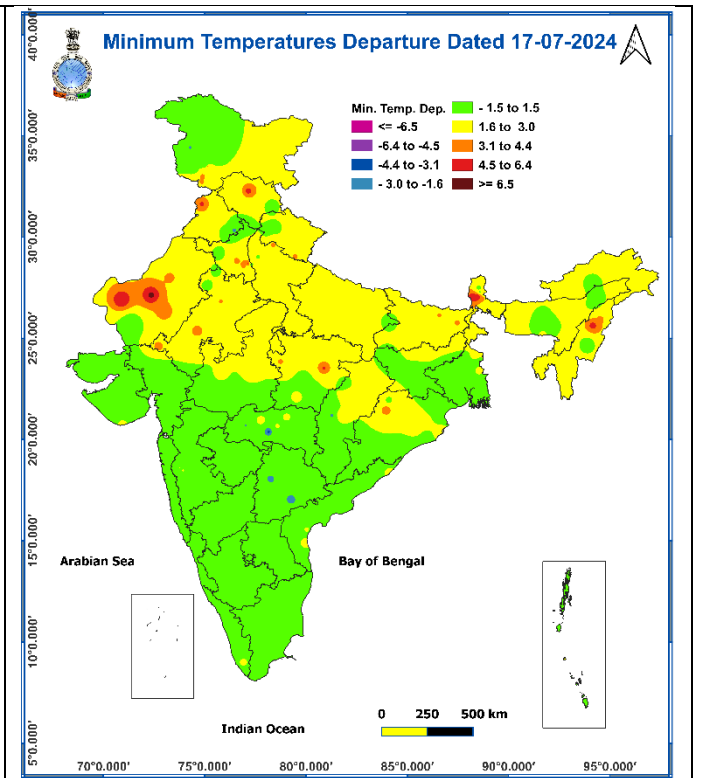 Minimum Temperatures Departure Dated 17-07-2024
Min. Temp. Dep.
<= -6.5
-6.4 to -4.5
-4.4 to -3.1
- 3.0 to -1.6
- 1.5 to 1.5
1.6 to 3.0
3.1 to 4.4
4.5 to 6.4
>= 6.5
40°0.000'
35°0.000'
30°0.000'
25°0.000'
20°0.000'
15°0.000'
10°0.000'
5°0.000'
Arabian Sea
Bay of Bengal
Indian Ocean
0 250 500 km
70°0.000' 75°0.000' 80°0.000' 85°0.000' 90°0.000' 95°0.000'